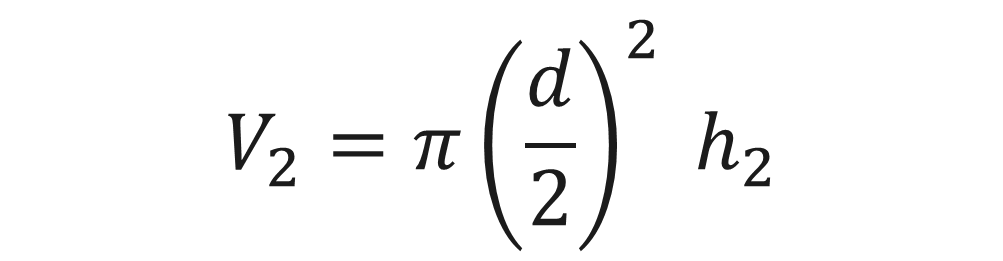 V₂ = π (d/2)² h₂